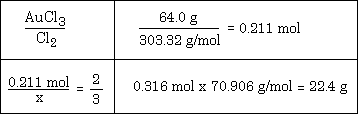 AuCl₃
Cl₂
64.0 g
303.32 g/mol
= 0.211 mol
0.211 mol
x
= 2
3
0.316 mol x 70.906 g/mol = 22.4 g